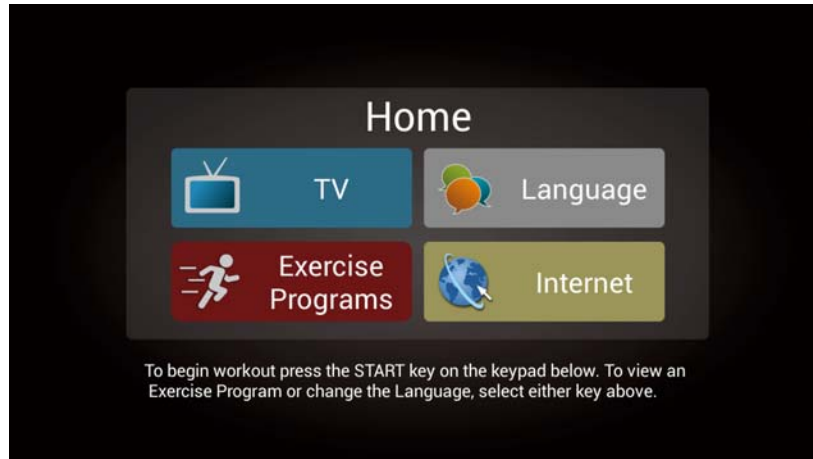 Home
TV
Language
Exercise
Programs
Internet
To begin workout press the START key on the keypad below. To view an
Exercise Program or change the Language, select either key above.